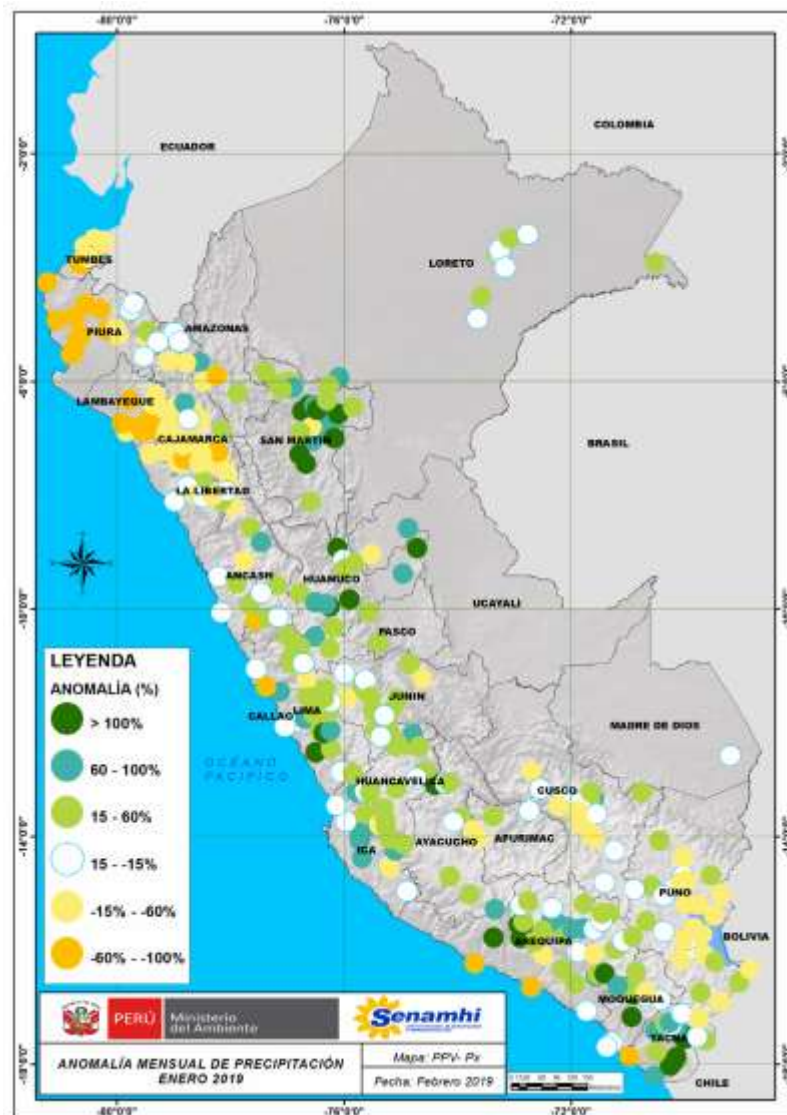 -80°0'0"
-76°0'0"
-72°0'0"
COLOMBIA
ECUADOR
LORETO
TUMBES
PIURA
AMAZONAS
LAMBAYEQUE
CAJAMARCA
SAN MARTIN
BRASIL
LA LIBERTAD
ANCASH
HUANUCO
UCAYALI
PASCO
LIMA
JUNIN
CALLAO
MADRE DE DIOS
OCÉANO
PACÍFICO
HUANCAVELICA
CUSCO
ICA
AYACUCHO
APURIMAC
PUNO
AREQUIPA
BOLIVIA
MOQUEGUA
TACNA
CHILE
LEYENDA
ANOMALÍA (%)
> 100%
60 - 100%
15 - 60%
15 - -15%
-15% - -60%
-60% - -100%
PERÚ
Ministerio
del Ambiente
Senamhi
ANOMALÍA MENSUAL DE PRECIPITACIÓN
ENERO 2019
Mapa: PPV- Px
Fecha: Febrero 2019